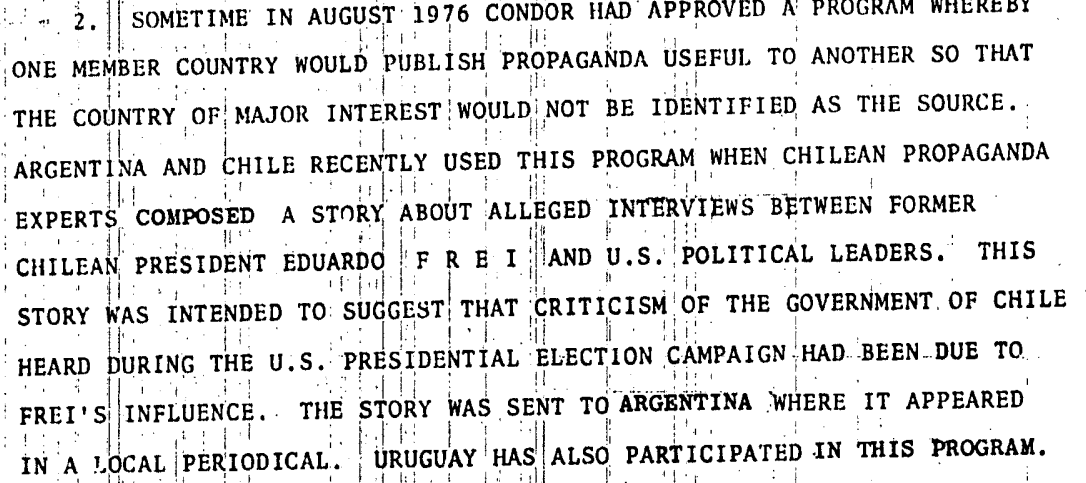 2. SOMETIME IN AUGUST 1976 CONDOR HAD APPROVED A PROGRAM WHEREBY
ONE MEMBER COUNTRY WOULD PUBLISH PROPAGANDA USEFUL TO ANOTHER SO THAT
THE COUNTRY OF MAJOR INTEREST WOULD NOT BE IDENTIFIED AS THE SOURCE.
ARGENTINA AND CHILE RECENTLY USED THIS PROGRAM WHEN CHILEAN PROPAGANDA
EXPERTS COMPOSED A STORY ABOUT ALLEGED INTERVIEWS BETWEEN FORMER
CHILEAN PRESIDENT EDUARDO F R E I AND U.S. POLITICAL LEADERS. THIS
STORY WAS INTENDED TO SUGGEST THAT CRITICISM OF THE GOVERNMENT OF CHILE
HEARD DURING THE U.S. PRESIDENTIAL ELECTION CAMPAIGN HAD BEEN DUE TO
FREI'S INFLUENCE. THE STORY WAS SENT TO ARGENTINA WHERE IT APPEARED
IN A LOCAL PERIODICAL. URUGUAY HAS ALSO PARTICIPATED IN THIS PROGRAM.